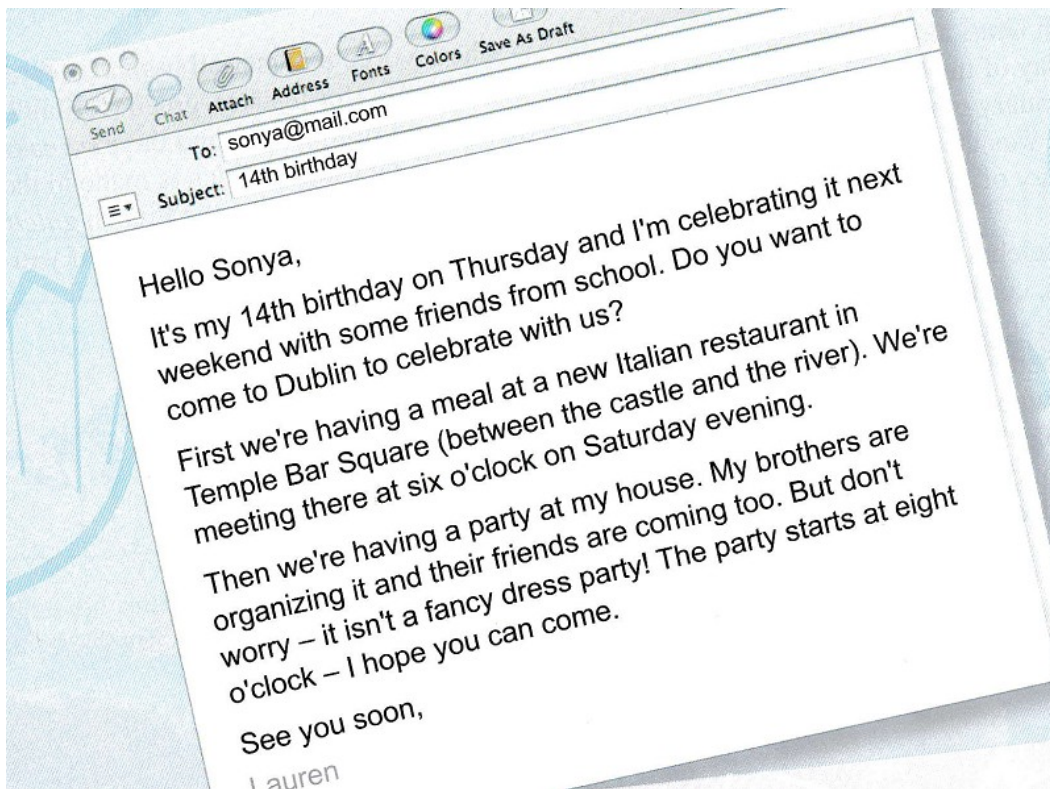 Send Chat Attach Address Fonts Colors Save As Draft
To: sonya@mail.com
Subject: 14th birthday
Hello Sonya,
It's my 14th birthday on Thursday and I'm celebrating it next
weekend with some friends from school. Do you want to
come to Dublin to celebrate with us?
First we're having a meal at a new Italian restaurant in
Temple Bar Square (between the castle and the river). We're
meeting there at six o'clock on Saturday evening.
Then we're having a party at my house. My brothers are
organizing it and their friends are coming too. But don't
worry – it isn't a fancy dress party! The party starts at eight
o'clock – I hope you can come.
See you soon,
Lauren